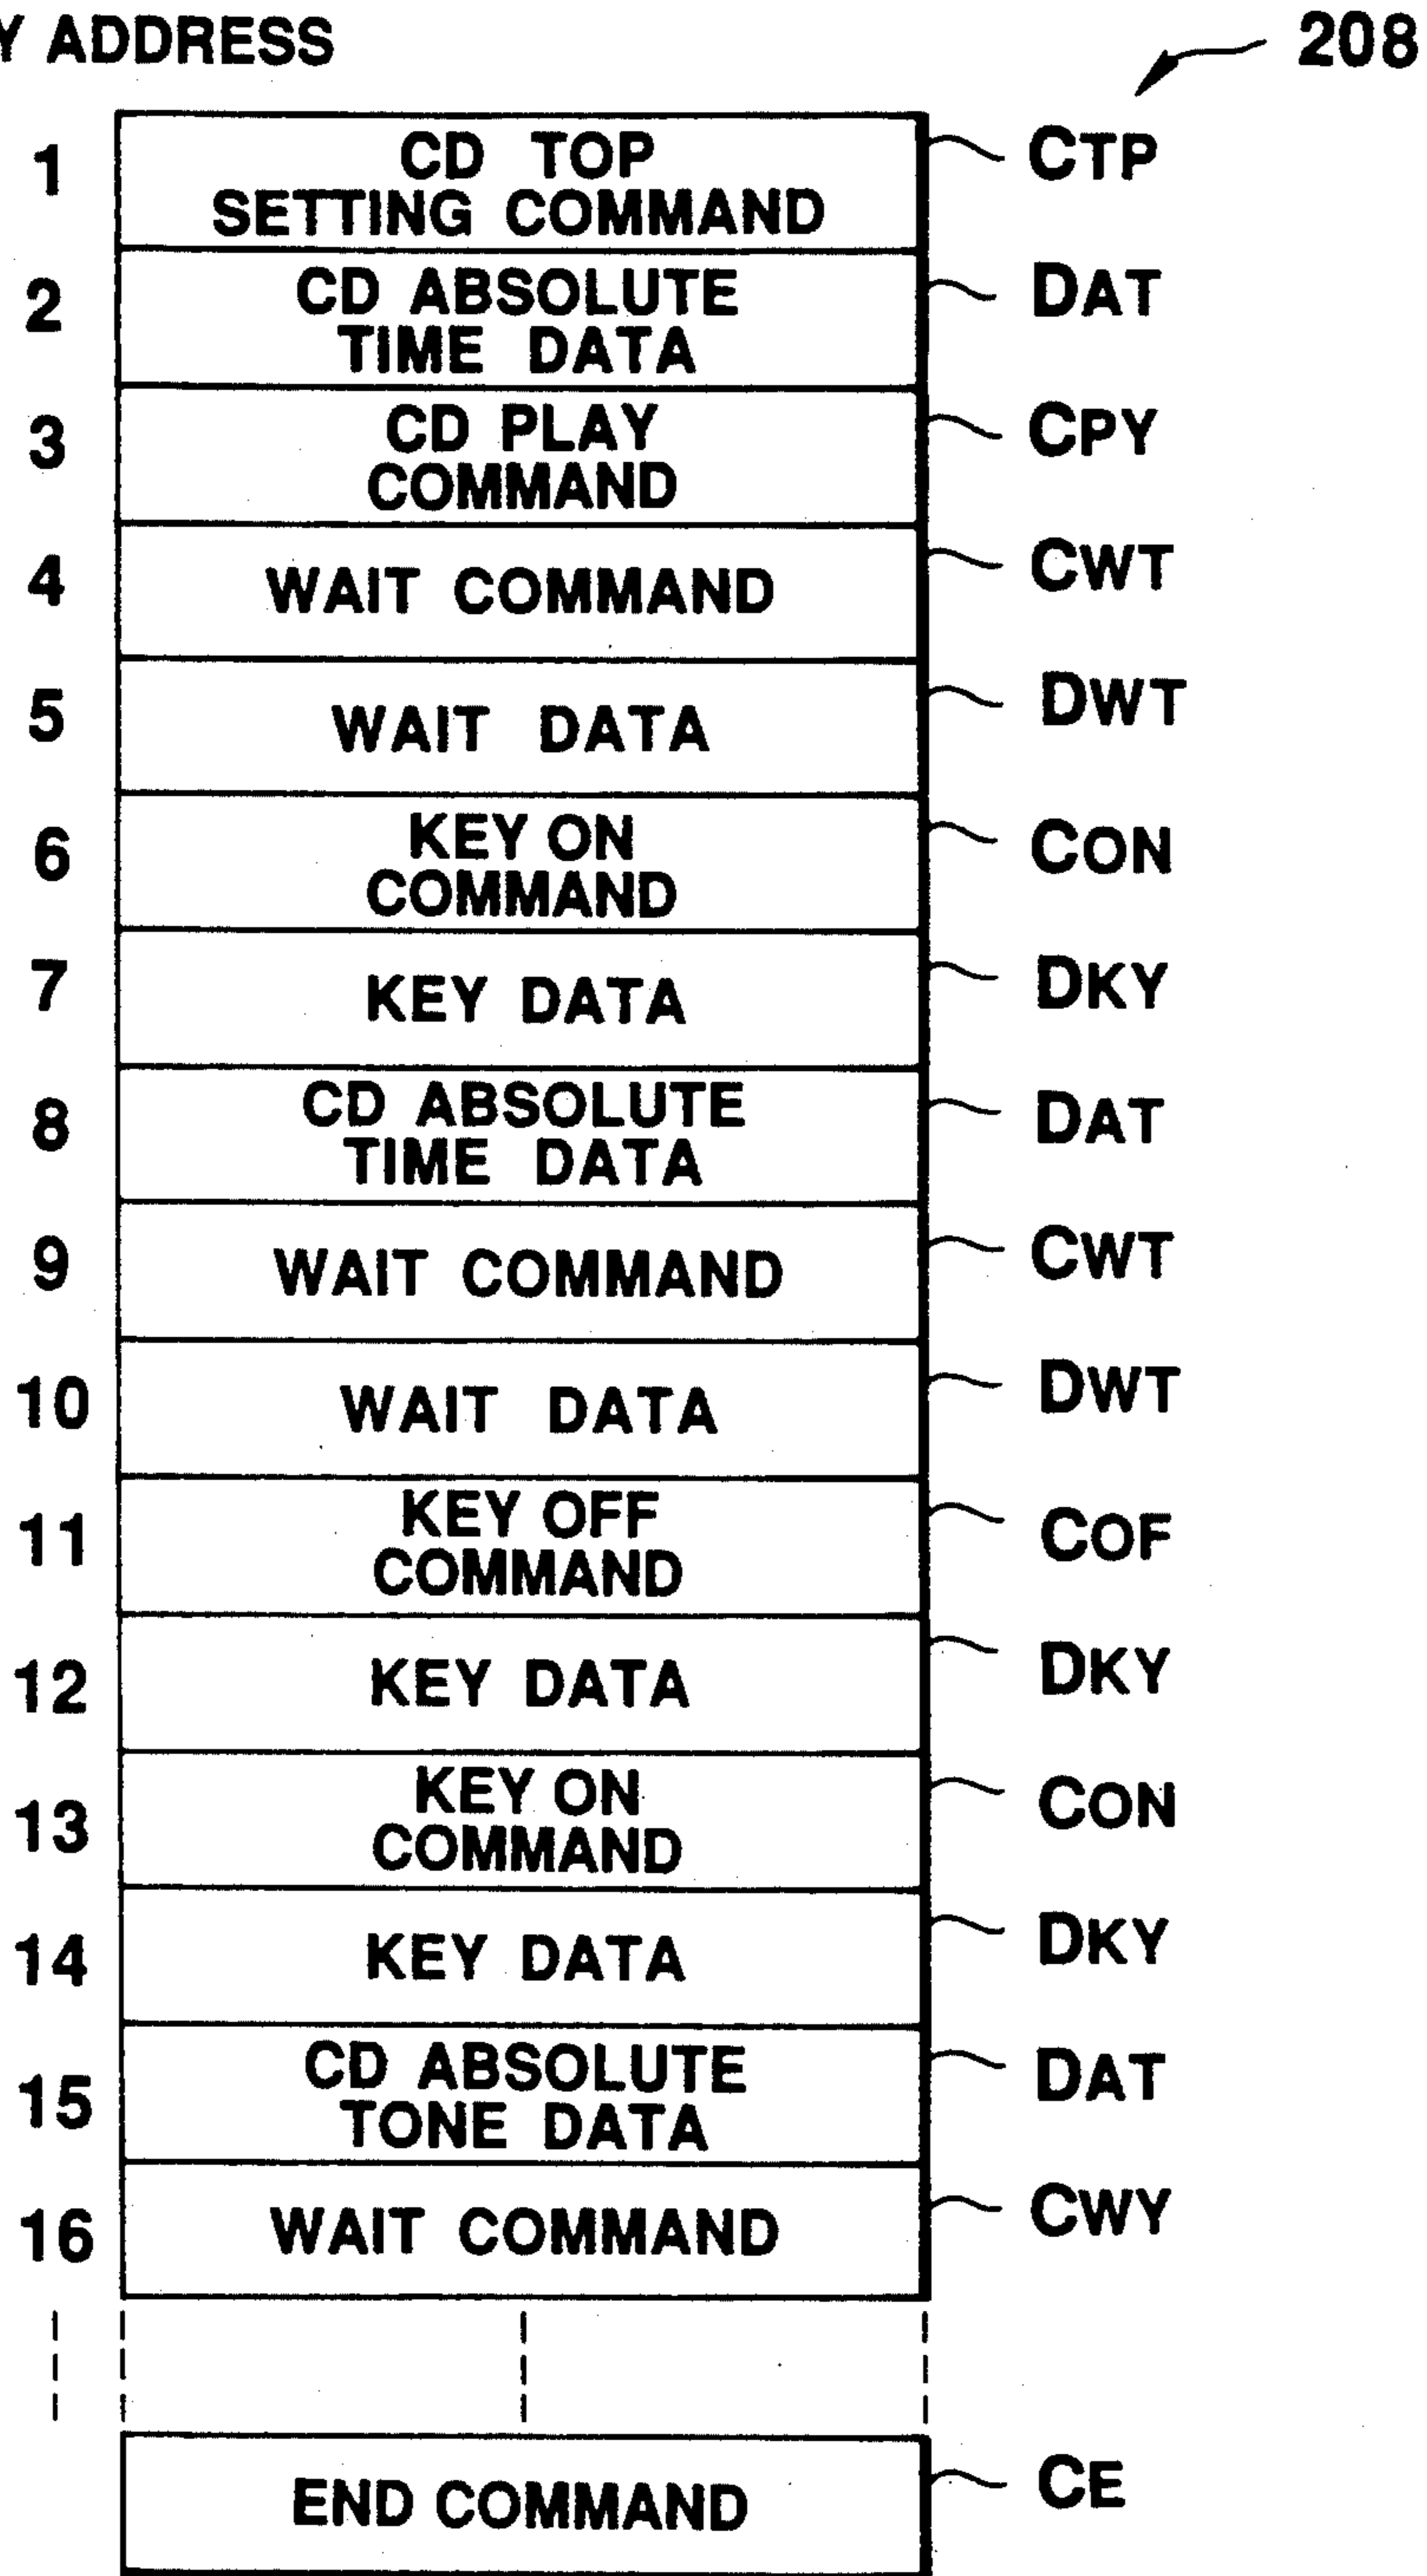 Y ADDRESS
208
1 CD TOP SETTING COMMAND CTP
2 CD ABSOLUTE TIME DATA DAT
3 CD PLAY COMMAND CPY
4 WAIT COMMAND CWT
5 WAIT DATA DWT
6 KEY ON COMMAND CON
7 KEY DATA DKY
8 CD ABSOLUTE TIME DATA DAT
9 WAIT COMMAND CWT
10 WAIT DATA DWT
11 KEY OFF COMMAND COF
12 KEY DATA DKY
13 KEY ON COMMAND CON
14 KEY DATA DKY
15 CD ABSOLUTE TONE DATA DAT
16 WAIT COMMAND CWY
END COMMAND CE